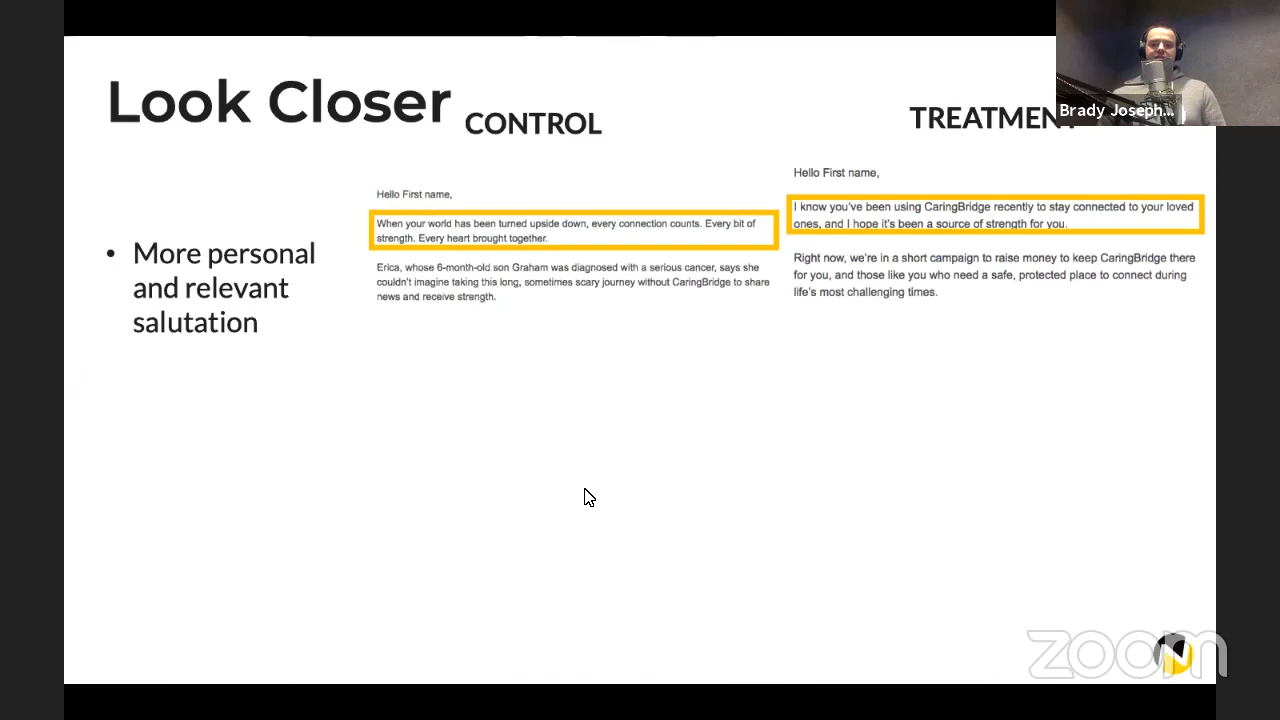 Look Closer
CONTROL
TREATMENT
Brady Joseph...
• More personal
and relevant
salutation
Hello First name,
When your world has been turned upside down, every connection counts. Every bit of
strength. Every heart brought together.
Erica, whose 6-month-old son Graham was diagnosed with a serious cancer, says she
couldn't imagine taking this long, sometimes scary journey without CaringBridge to share
news and receive strength.
Hello First name,
I know you've been using CaringBridge recently to stay connected to your loved
ones, and I hope it's been a source of strength for you.
Right now, we're in a short campaign to raise money to keep CaringBridge there
for you, and those like you who need a safe, protected place to connect during
life's most challenging times.
zoom